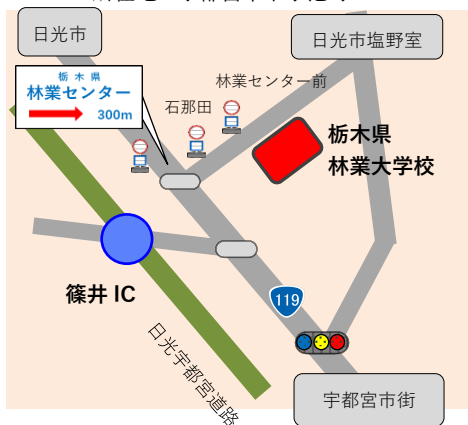 日光市
日光市塩野室
栃木県
林業センター
300m
林業センター前
石那田
栃木県
林業大学校
篠井 IC
119
日光宇都宮道路
宇都宮市街